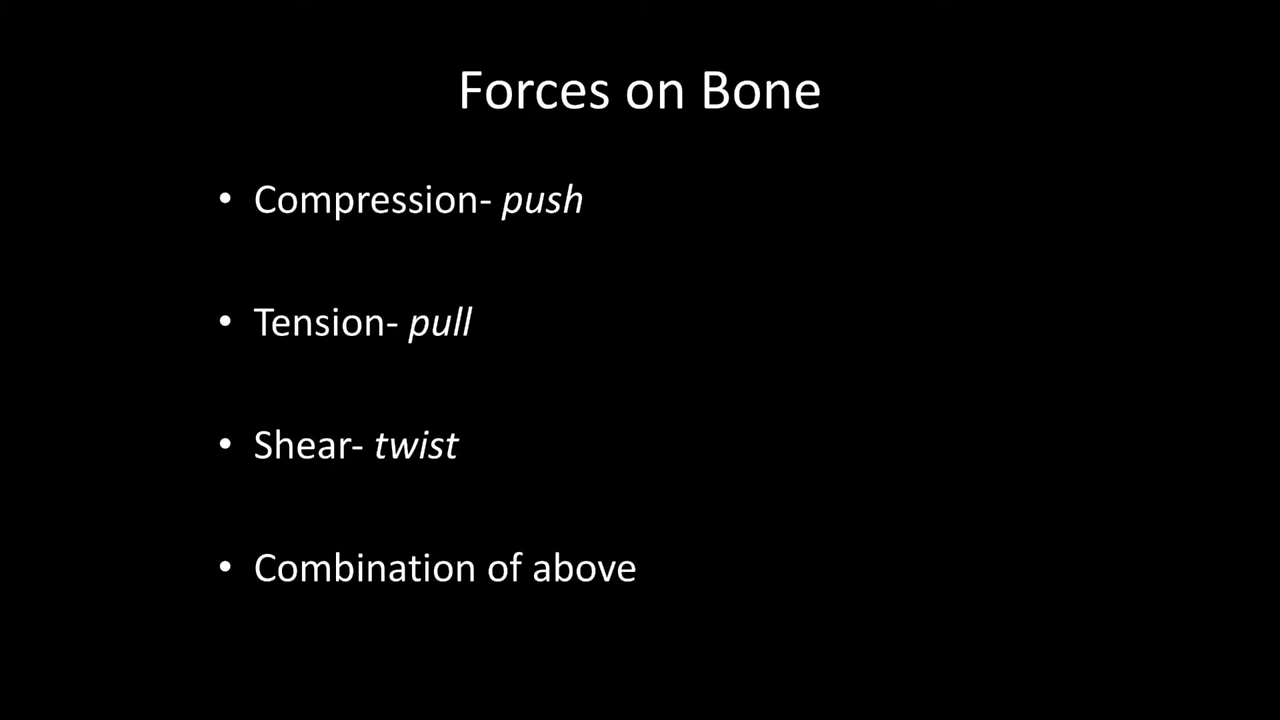 Forces on Bone
• Compression- push
• Tension- pull
• Shear- twist
• Combination of above